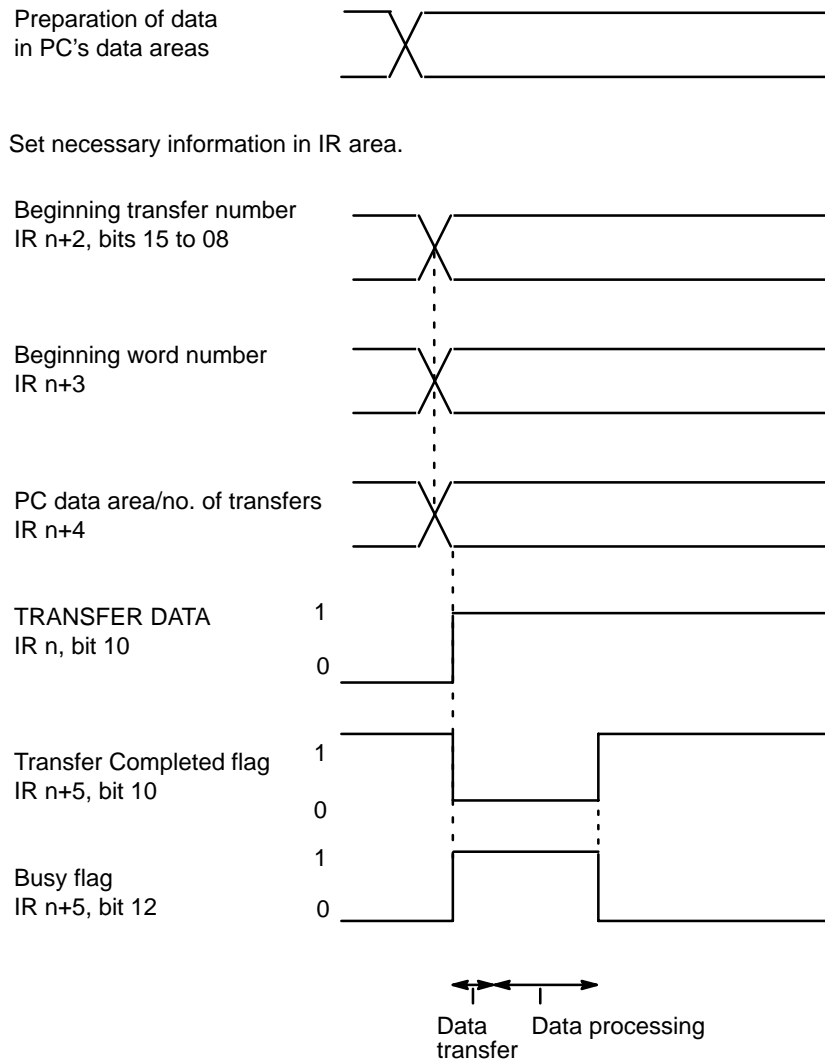 Preparation of data
in PC's data areas
Set necessary information in IR area.
Beginning transfer number
IR n+2, bits 15 to 08
Beginning word number
IR n+3
PC data area/no. of transfers
IR n+4
TRANSFER DATA
IR n, bit 10
1
0
Transfer Completed flag
IR n+5, bit 10
1
0
Busy flag
IR n+5, bit 12
1
0
Data
transfer
Data processing